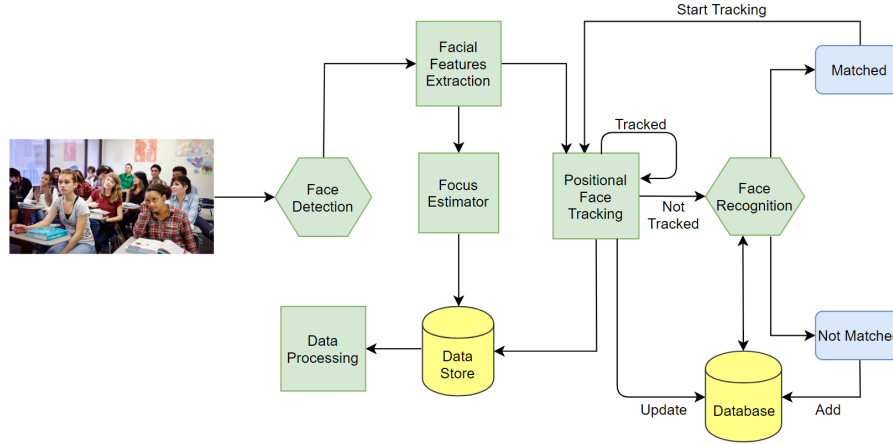 Start Tracking
Facial
Features
Extraction
Matched
Tracked
Face
Detection
Focus
Estimator
Positional
Face
Tracking
Not
Tracked
Face
Recognition
Data
Processing
Data
Store
Not Matched
Update
Database
Add